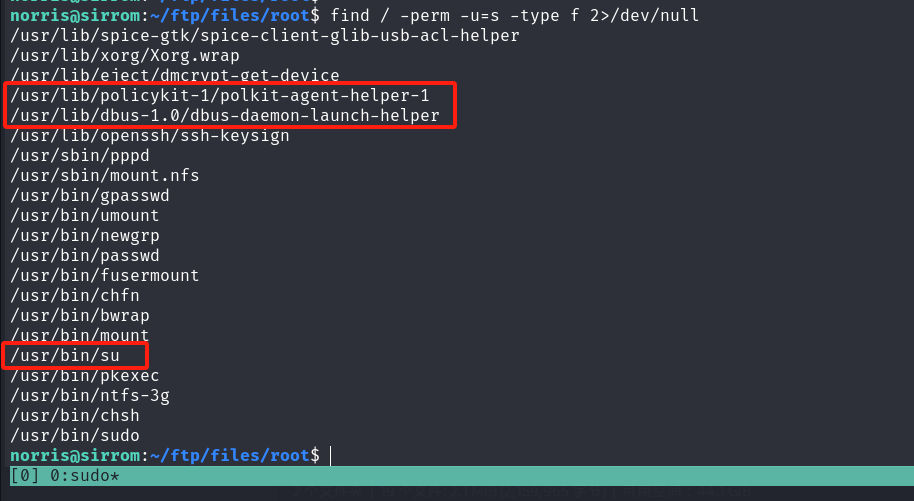 norris@sirrom:~/ftp/files/root$ find / -perm -u=s -type f 2>/dev/null
/usr/lib/spice-gtk/spice-client-glib-usb-acl-helper
/usr/lib/xorg/Xorg.wrap
/usr/lib/eject/dmcrypt-get-device
/usr/lib/policykit-1/polkit-agent-helper-1
/usr/lib/dbus-1.0/dbus-daemon-launch-helper
/usr/lib/openssh/ssh-keysign
/usr/sbin/pppd
/usr/sbin/mount.nfs
/usr/bin/gpasswd
/usr/bin/umount
/usr/bin/newgrp
/usr/bin/passwd
/usr/bin/fusermount
/usr/bin/chfn
/usr/bin/bwrap
/usr/bin/mount
/usr/bin/su
/usr/bin/pkexec
/usr/bin/ntfs-3g
/usr/bin/chsh
/usr/bin/sudo
norris@sirrom:~/ftp/files/root$
[0] 0:sudo*